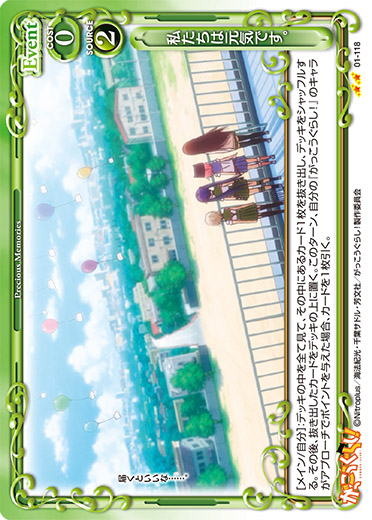 Event
COST
0
SOURCE
2
私たちは元気です。
01-118
Precious Memories
届くといいな……。
[メイン/自分]:デッキの中を全て見て、その中にあるカード1枚を抜き出し、デッキをシャッフルす
る。その後、抜き出したカードをデッキの上に置く。このターン、自分の「がっこうぐらし!」のキャラ
がアプローチでポイントを与えた場合、カードを1枚引く。
がっこうぐらし!
©Nitroplus／海法紀光・千葉サドル・芳文社／がっこうぐらし!製作委員会